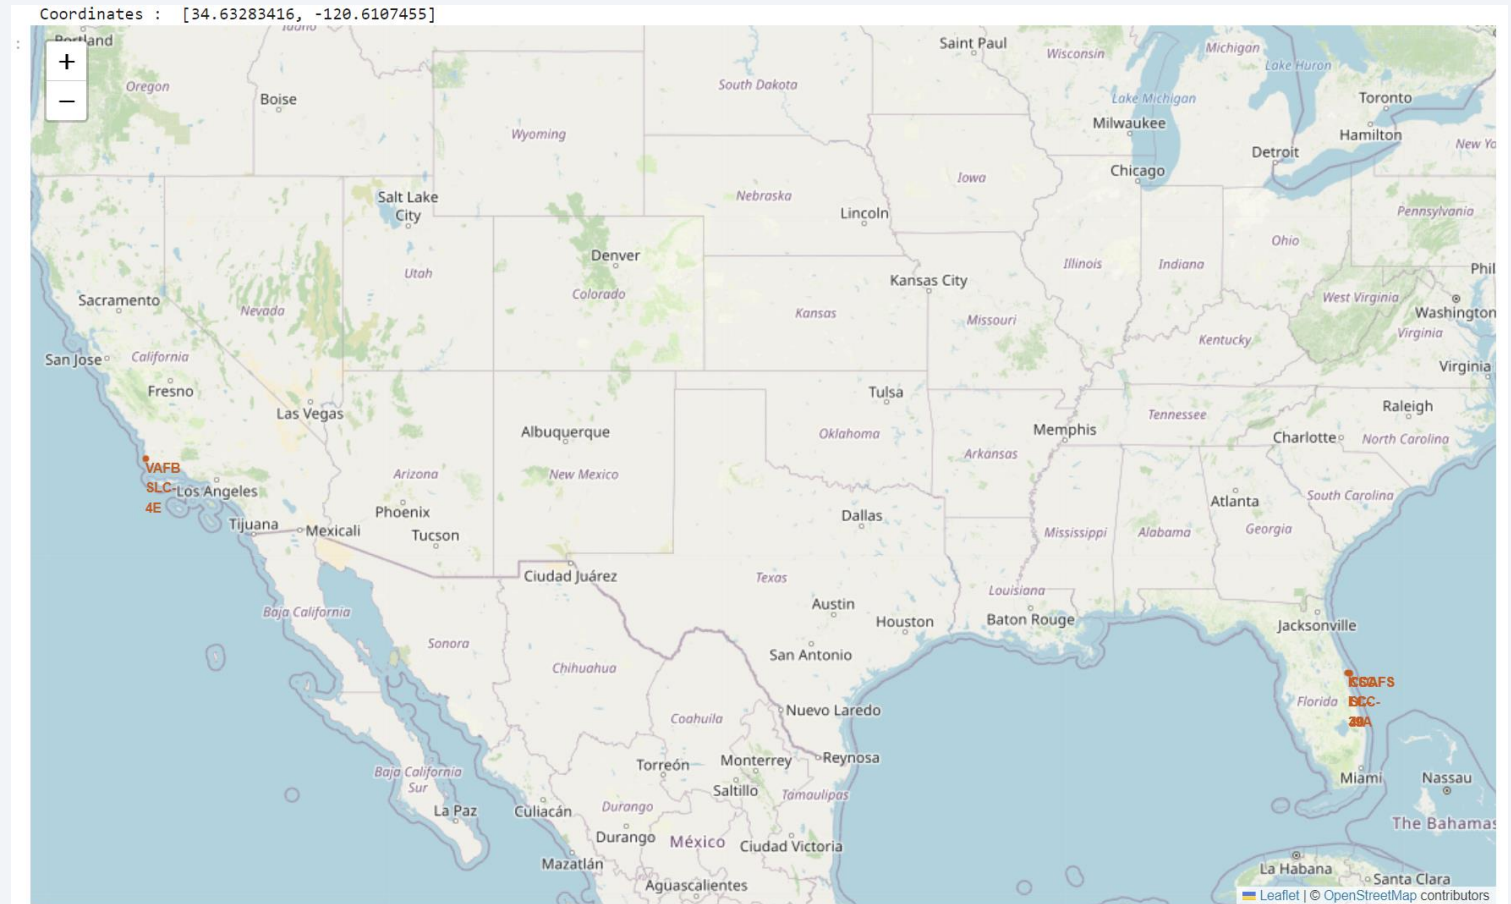 Coordinates :  [34.63283416, -120.6107455]
:
+
−
Portland
Idaho
Saint Paul
Wisconsin
Michigan
Lake Huron
Oregon
Boise
South Dakota
Lake Michigan
Toronto
Milwaukee
Hamilton
Wyoming
Detroit
New Yo
Chicago
Iowa
Salt Lake
City
Nebraska
Lincoln
Pennsylvania
Ohio
Denver
Utah
Colorado
Kansas City
Illinois
Indiana
Phil
Sacramento
Nevada
Kansas
Missouri
West Virginia
Washington
Virginia
Kentucky
San Jose
California
Fresno
Virginia
Las Vegas
Tulsa
Raleigh
Albuquerque
Oklahoma
Memphis
Tennessee
Charlotte
North Carolina
Arkansas
VAFB
SLC-
4E
Los Angeles
Arizona
New Mexico
Phoenix
Tucson
Tijuana
Mexicali
Dallas
Atlanta
South Carolina
Mississippi
Alabama
Georgia
Ciudad Juárez
Texas
Louisiana
Baja California
Austin
Houston
Baton Rouge
Jacksonville
Sonora
Chihuahua
San Antonio
Florida
Coahuila
Nuevo Laredo
Reynosa
Torreón
Monterrey
Baja California
Sur
Saltillo
Tamaulipas
Miami
Nassau
La Paz
Culiacán
Durango
Durango
México
Ciudad Victoria
The Bahamas
Mazatlán
Aguascalientes
La Habana
Santa Clara
Leaflet | © OpenStreetMap contributors